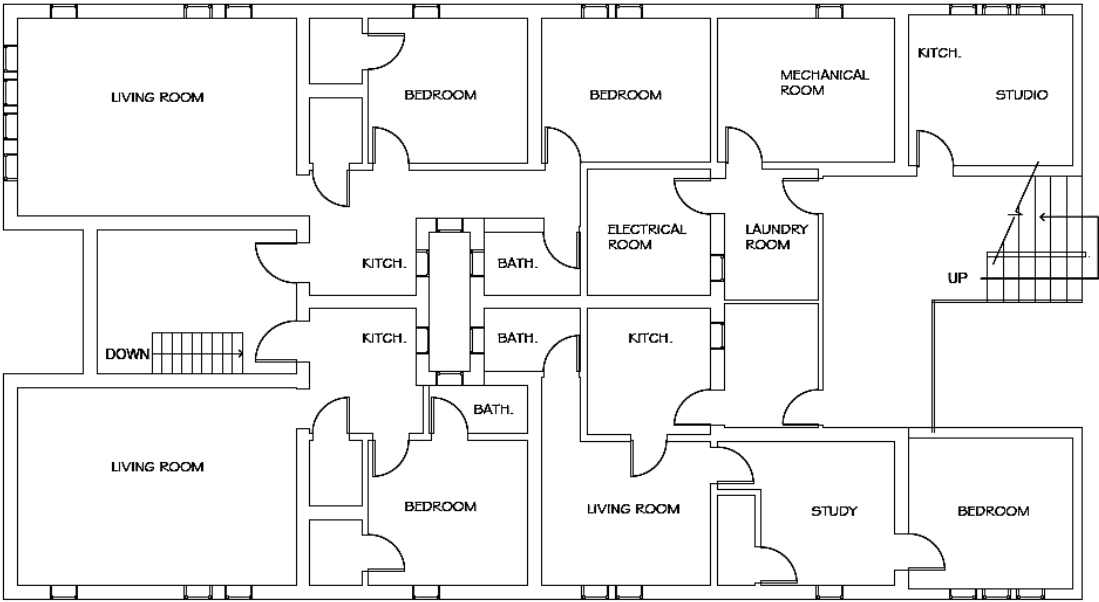 KITCH.
MECHANICAL
ROOM
LIVING ROOM
BEDROOM
BEDROOM
STUDIO
ELECTRICAL
ROOM
LAUNDRY
ROOM
KITCH.
BATH.
UP
KITCH.
BATH.
KITCH.
DOWN
BATH.
LIVING ROOM
BEDROOM
LIVING ROOM
STUDY
BEDROOM